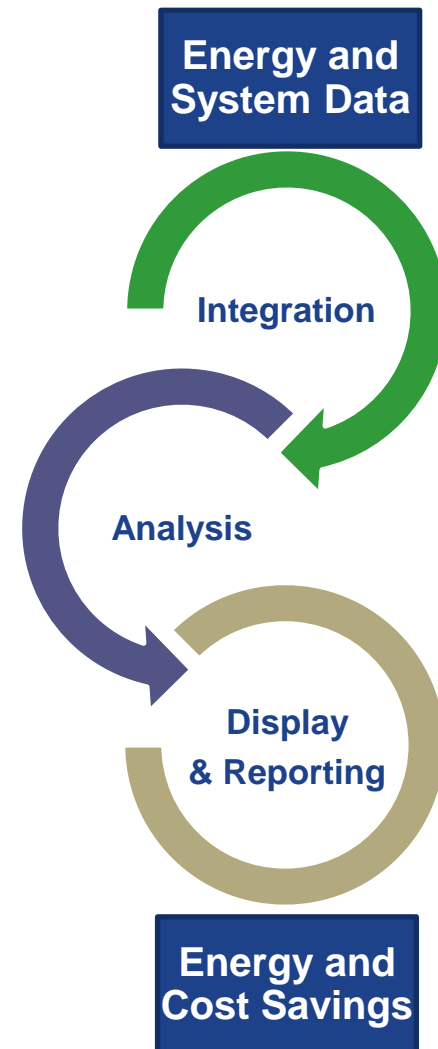 Energy and
System Data
Integration
Analysis
Display
& Reporting
Energy and
Cost Savings